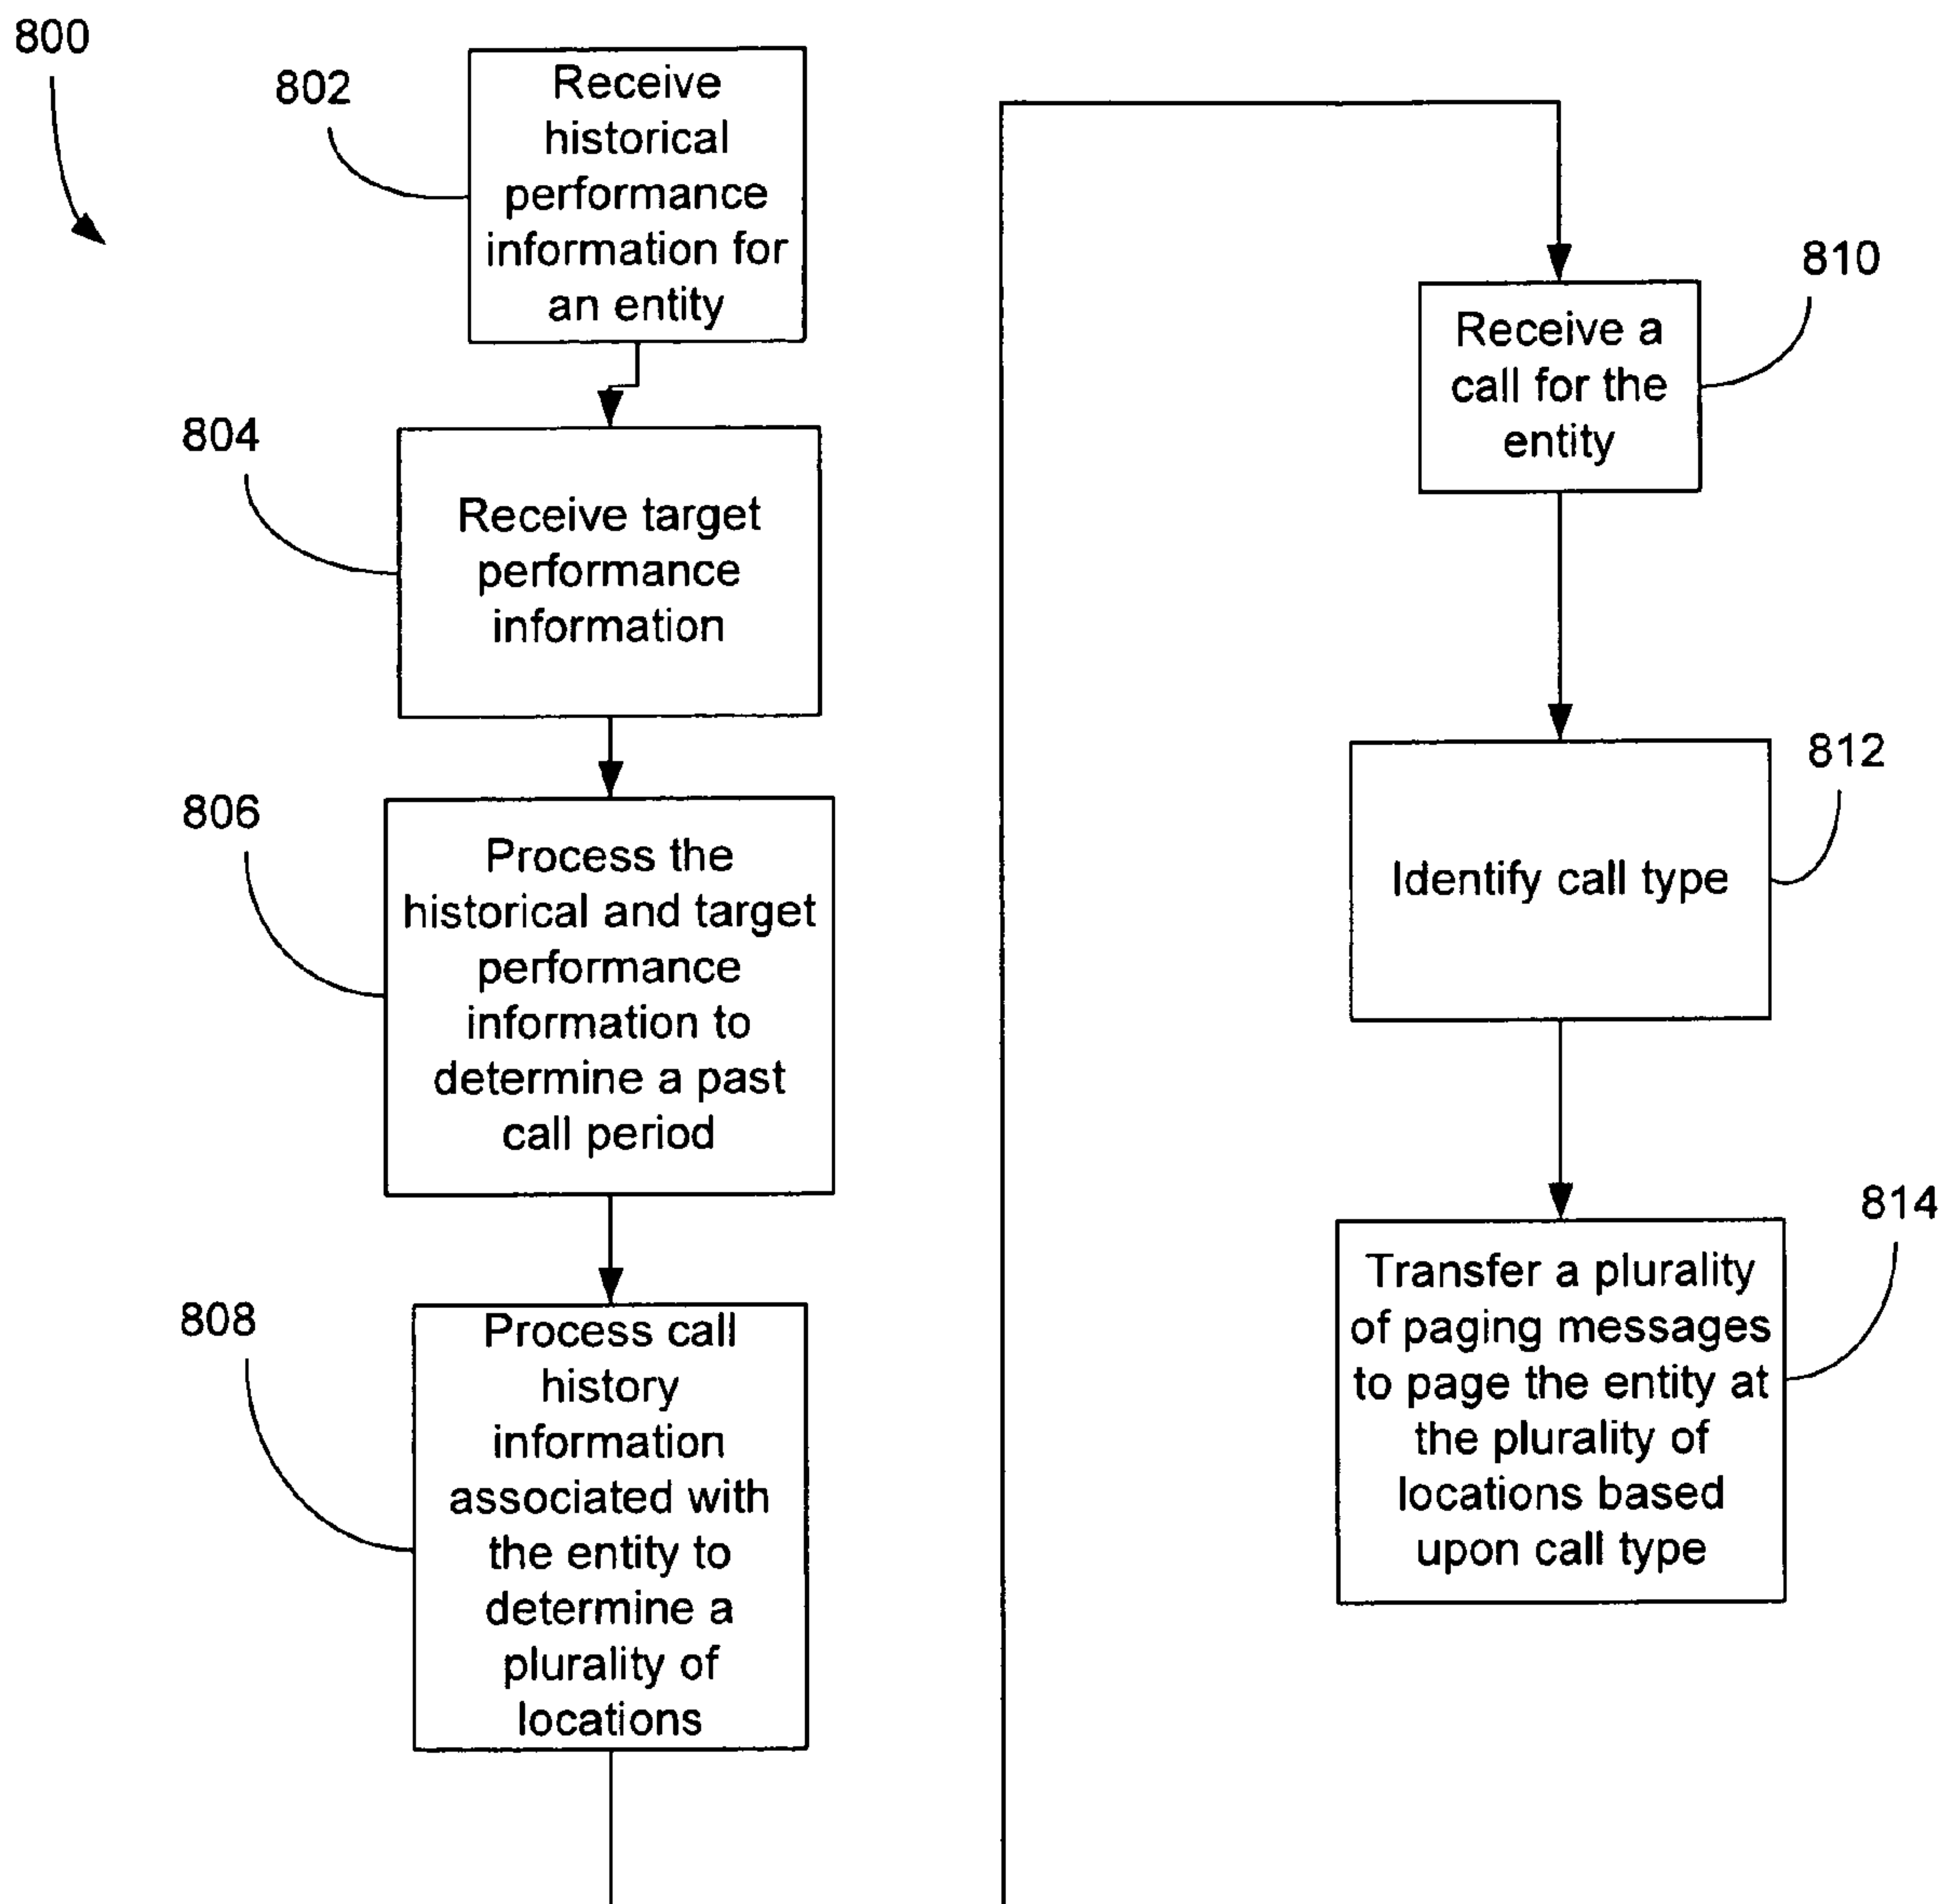 800
802
Receive
historical
performance
information for
an entity
804
Receive target
performance
information
806
Process the
historical and target
performance
information to
determine a past
call period
808
Process call
history
information
associated with
the entity to
determine a
plurality of
locations
810
Receive a
call for the
entity
812
Identify call type
814
Transfer a plurality
of paging messages
to page the entity at
the plurality of
locations based
upon call type